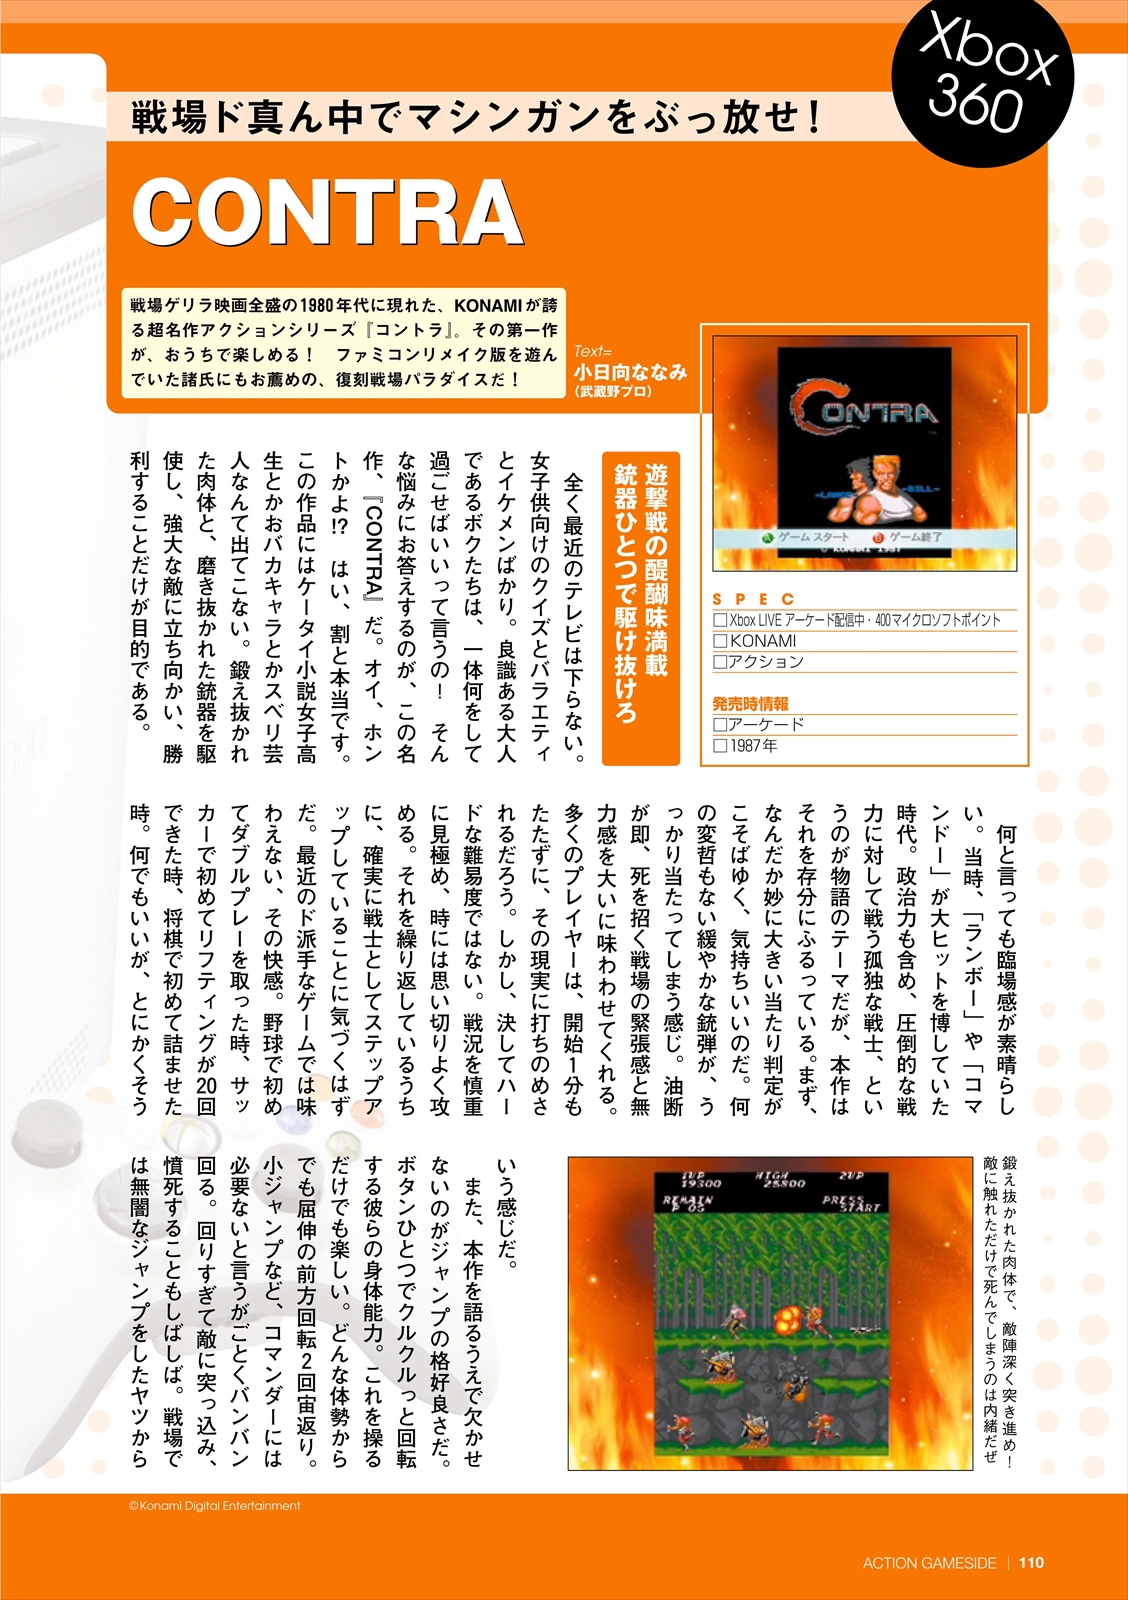 Xbox
360
戦場ド真ん中でマシンガンをぶっ放せ！
CONTRA
戦場ゲリラ映画全盛の1980年代に現れた、KONAMIが誇
る超名作アクションシリーズ『コントラ』。その第一作
が、おうちで楽しめる！　ファミコンリメイク版を遊ん
でいた諸氏にもお薦めの、復刻戦場パラダイスだ！
Text=
小日向ななみ
（武蔵野プロ）
CONTRA
-LANCE
-BILL-
A ゲーム スタート B ゲーム終了
© KONAMI 1987
SPEC
□Xbox LIVE アーケード配信中・400マイクロソフトポイント
□KONAMI
□アクション
発売時情報
□アーケード
□1987年
遊撃戦の醍醐味満載
銃器ひとつで駆け抜けろ
　全く最近のテレビは下らない。
女子供向けのクイズとバラエティ
とイケメンばかり。良識ある大人
であるボクたちは、一体何をして
過ごせばいいって言うの！　そん
な悩みにお答えするのが、この名
作、『CONTRA』だ。オイ、ホン
トかよ!?　はい、割と本当です。
この作品にはケータイ小説女子高
生とかおバカキャラとかスベリ芸
人なんて出てこない。鍛え抜かれ
た肉体と、磨き抜かれた銃器を駆
使し、強大な敵に立ち向かい、勝
利することだけが目的である。
　何と言っても臨場感が素晴らし
い。当時、「ランボー」や「コマ
ンドー」が大ヒットを博していた
時代。政治力も含め、圧倒的な戦
力に対して戦う孤独な戦士、とい
うのが物語のテーマだが、本作は
それを存分にふるっている。まず、
なんだか妙に大きい当たり判定が
こそばゆく、気持ちいいのだ。何
の変哲もない緩やかな銃弾が、う
っかり当たってしまう感じ。油断
が即、死を招く戦場の緊張感と無
力感を大いに味わわせてくれる。
多くのプレイヤーは、開始1分も
たたずに、その現実に打ちのめさ
れるだろう。しかし、決してハー
ドな難易度ではない。戦況を慎重
に見極め、時には思い切りよく攻
める。それを繰り返しているうち
に、確実に戦士としてステップア
ップしていることに気づくはず
だ。最近のド派手なゲームでは味
わえない、その快感。野球で初め
てダブルプレーを取った時、サッ
カーで初めてリフティングが20回
できた時、将棋で初めて詰ませた
時。何でもいいが、とにかくそう
いう感じだ。
　また、本作を語るうえで欠かせ
ないのがジャンプの格好良さだ。
ボタンひとつでクルクルっと回転
する彼らの身体能力。これを操る
だけでも楽しい。どんな体勢から
でも屈伸の前方回転2回宙返り。
小ジャンプなど、コマンダーには
必要ないと言うがごとくバンバン
回る。回りすぎて敵に突っ込み、
憤死することもしばしば。戦場で
は無闇なジャンプをしたヤツから
1UP HIGH 2UP
19300 25800
REMAIN PRESS
P 05 START
鍛え抜かれた肉体で、敵陣深く突き進め！
敵に触れただけで死んでしまうのは内緒だぜ
©Konami Digital Entertainment
ACTION GAMESIDE | 110